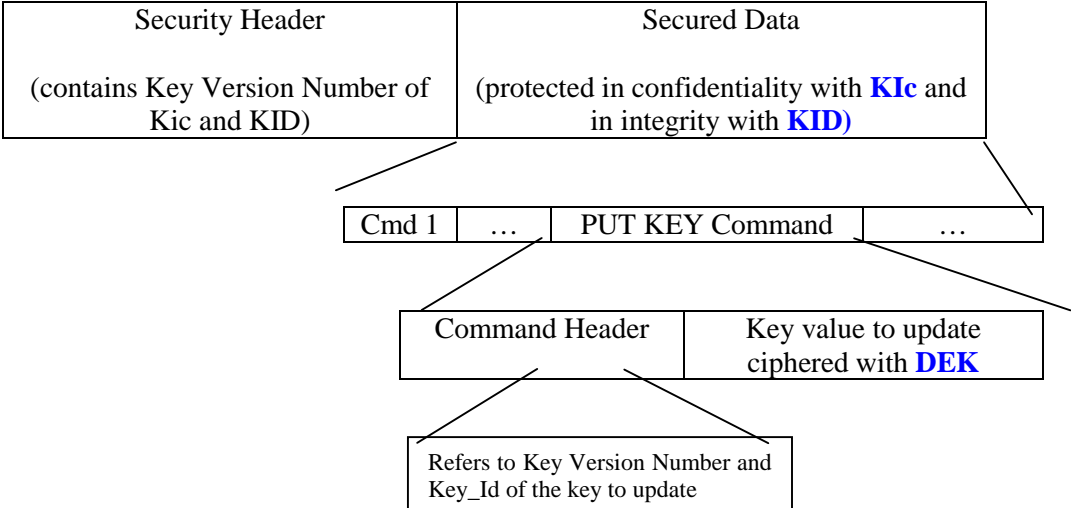 Security Header
(contains Key Version Number of
Kic and KID)
Secured Data
(protected in confidentiality with KIc and
in integrity with KID)
Cmd 1
…
PUT KEY Command
…
Command Header
Key value to update
ciphered with DEK
Refers to Key Version Number and
Key_Id of the key to update